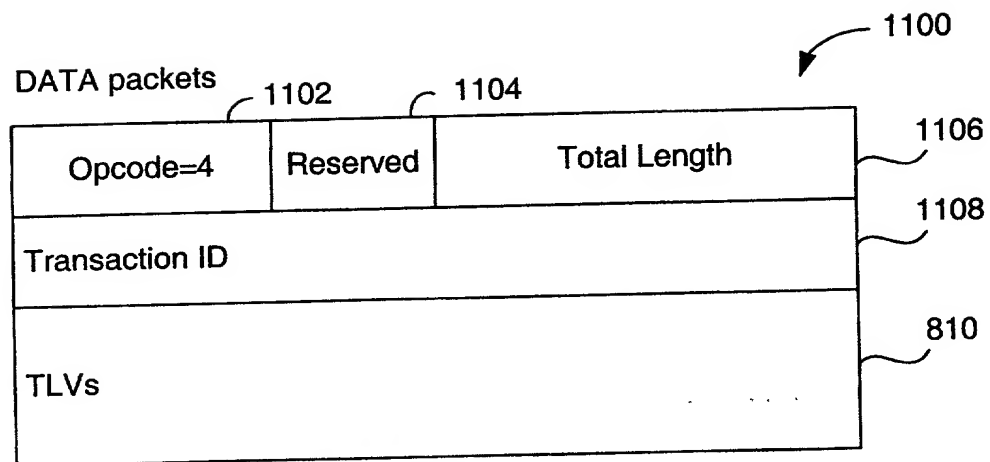 1100
DATA packets
1102
1104
Opcode=4
Reserved
Total Length
1106
Transaction ID
1108
TLVs
810